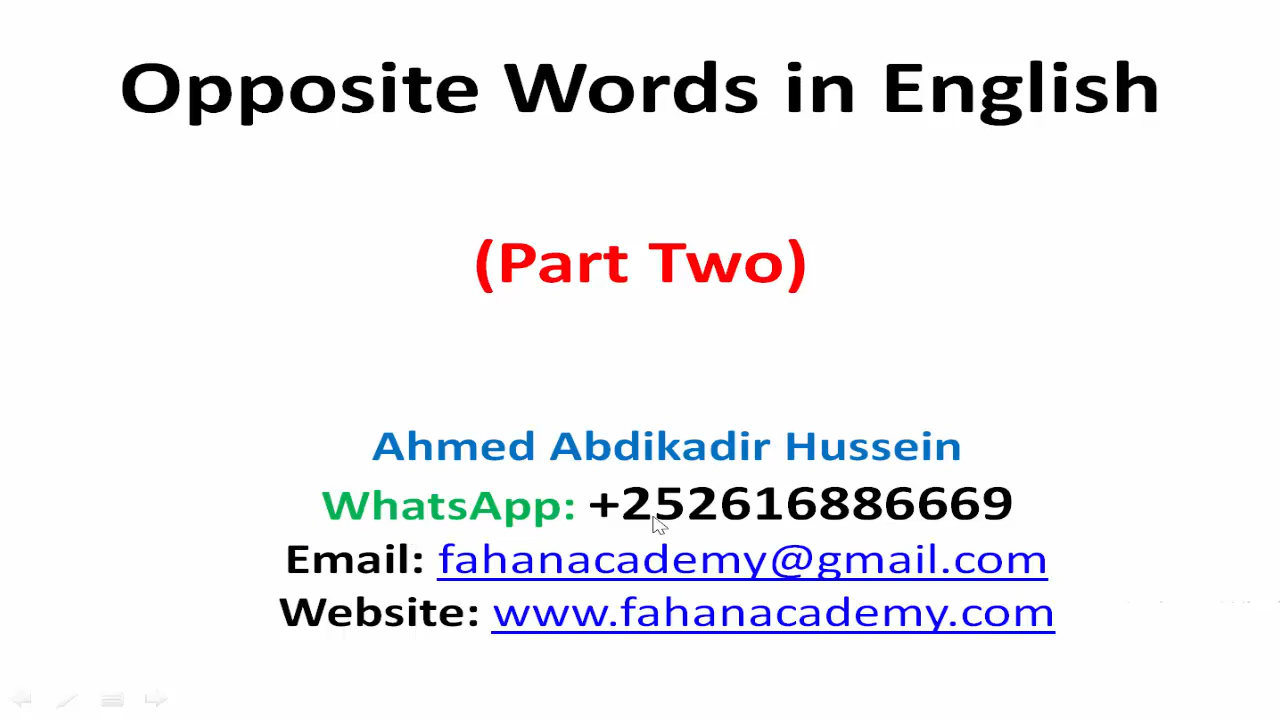 Opposite Words in English
(Part Two)
Ahmed Abdikadir Hussein
WhatsApp: +252616886669
Email: fahanacademy@gmail.com
Website: www.fahanacademy.com